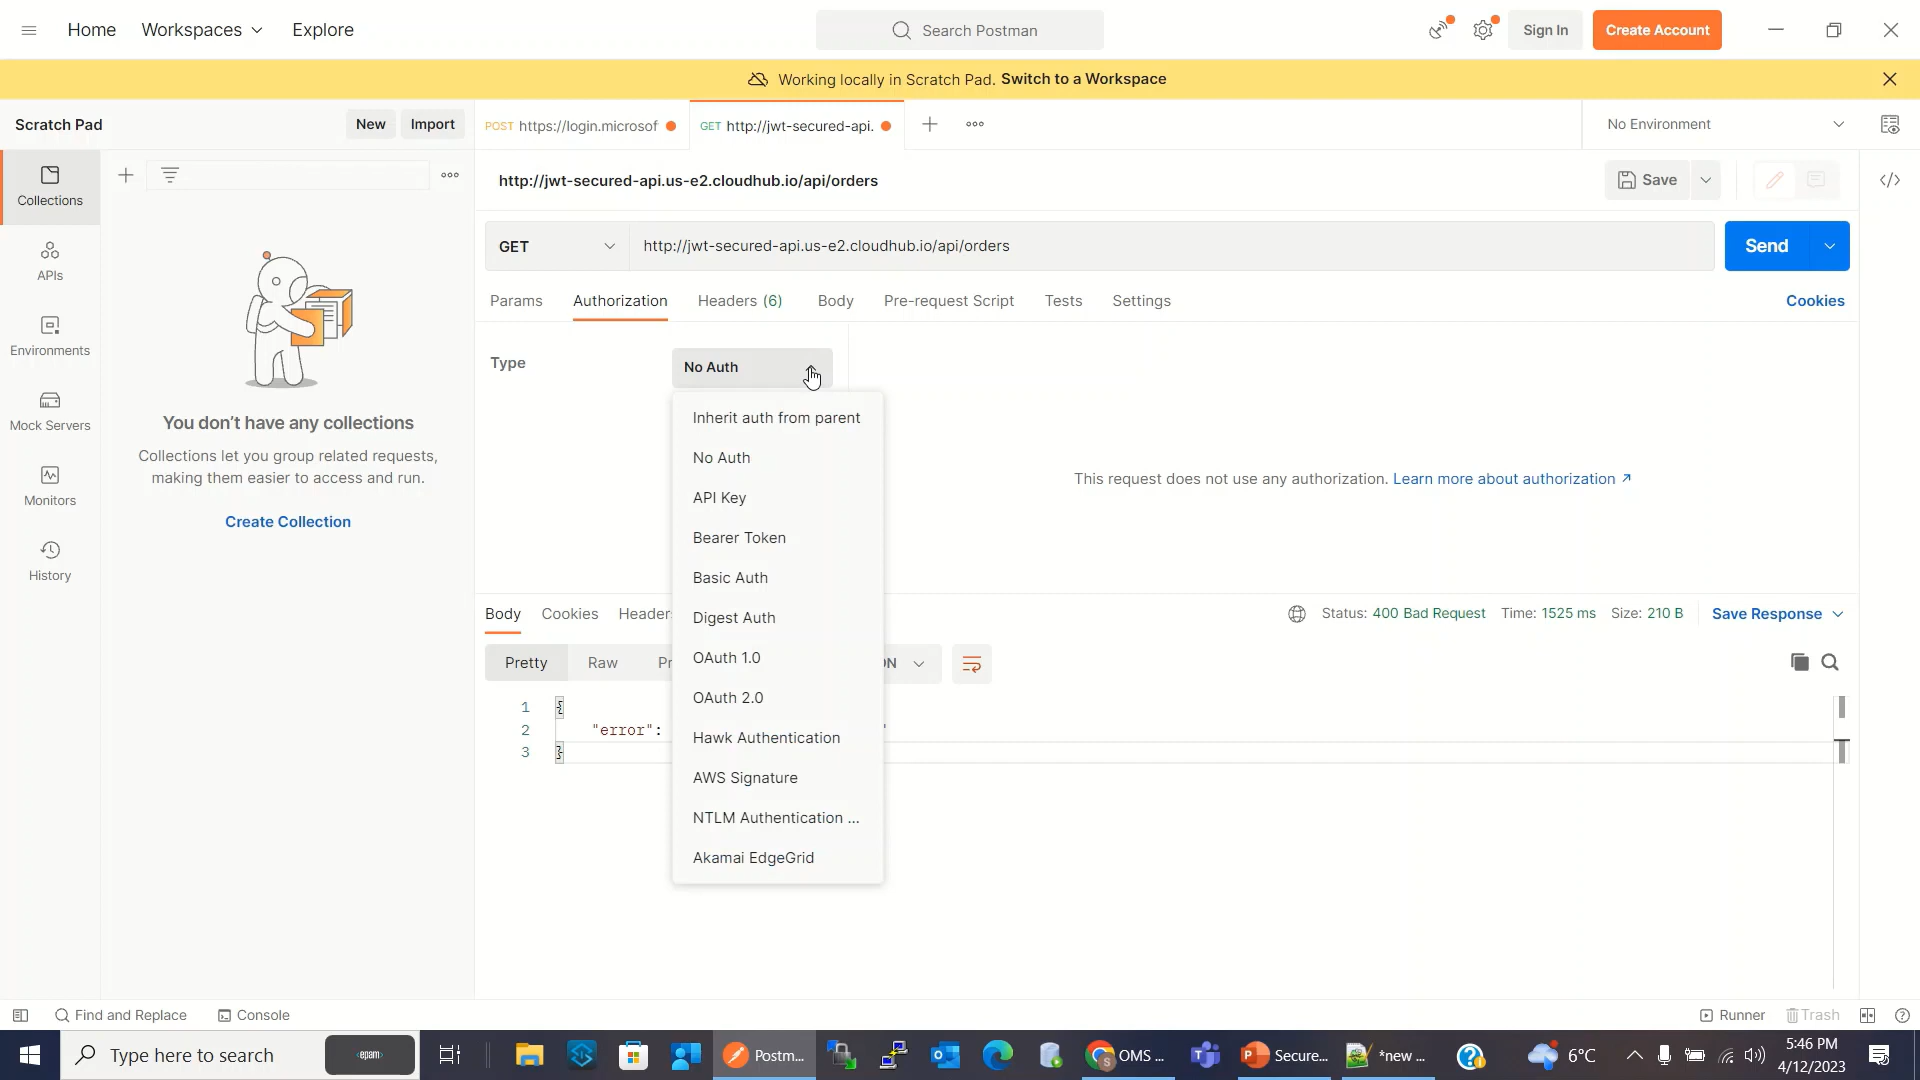 Home
Workspaces
Explore
Search Postman
Sign In
Create Account
Working locally in Scratch Pad. Switch to a Workspace
Scratch Pad
New
Import
POST https://login.microsof
GET http://jwt-secured-api.
No Environment
Collections
APIs
Environments
Mock Servers
Monitors
History
You don’t have any collections
Collections let you group related requests,
making them easier to access and run.
Create Collection
http://jwt-secured-api.us-e2.cloudhub.io/api/orders
Save
GET
http://jwt-secured-api.us-e2.cloudhub.io/api/orders
Send
Params
Authorization
Headers (6)
Body
Pre-request Script
Tests
Settings
Cookies
Type
No Auth
Inherit auth from parent
No Auth
API Key
Bearer Token
Basic Auth
Digest Auth
OAuth 1.0
OAuth 2.0
Hawk Authentication
AWS Signature
NTLM Authentication ...
Akamai EdgeGrid
This request does not use any authorization. Learn more about authorization ↗
Body
Cookies
Header
Status: 400 Bad Request
Time: 1525 ms
Size: 210 B
Save Response
Pretty
Raw
Pr
ON
1 {
2 "error": "
3 }
Find and Replace
Console
Runner
Trash
Type here to search
<epam>
Postm...
OMS ...
Secure...
*new ...
6°C
5:46 PM
4/12/2023